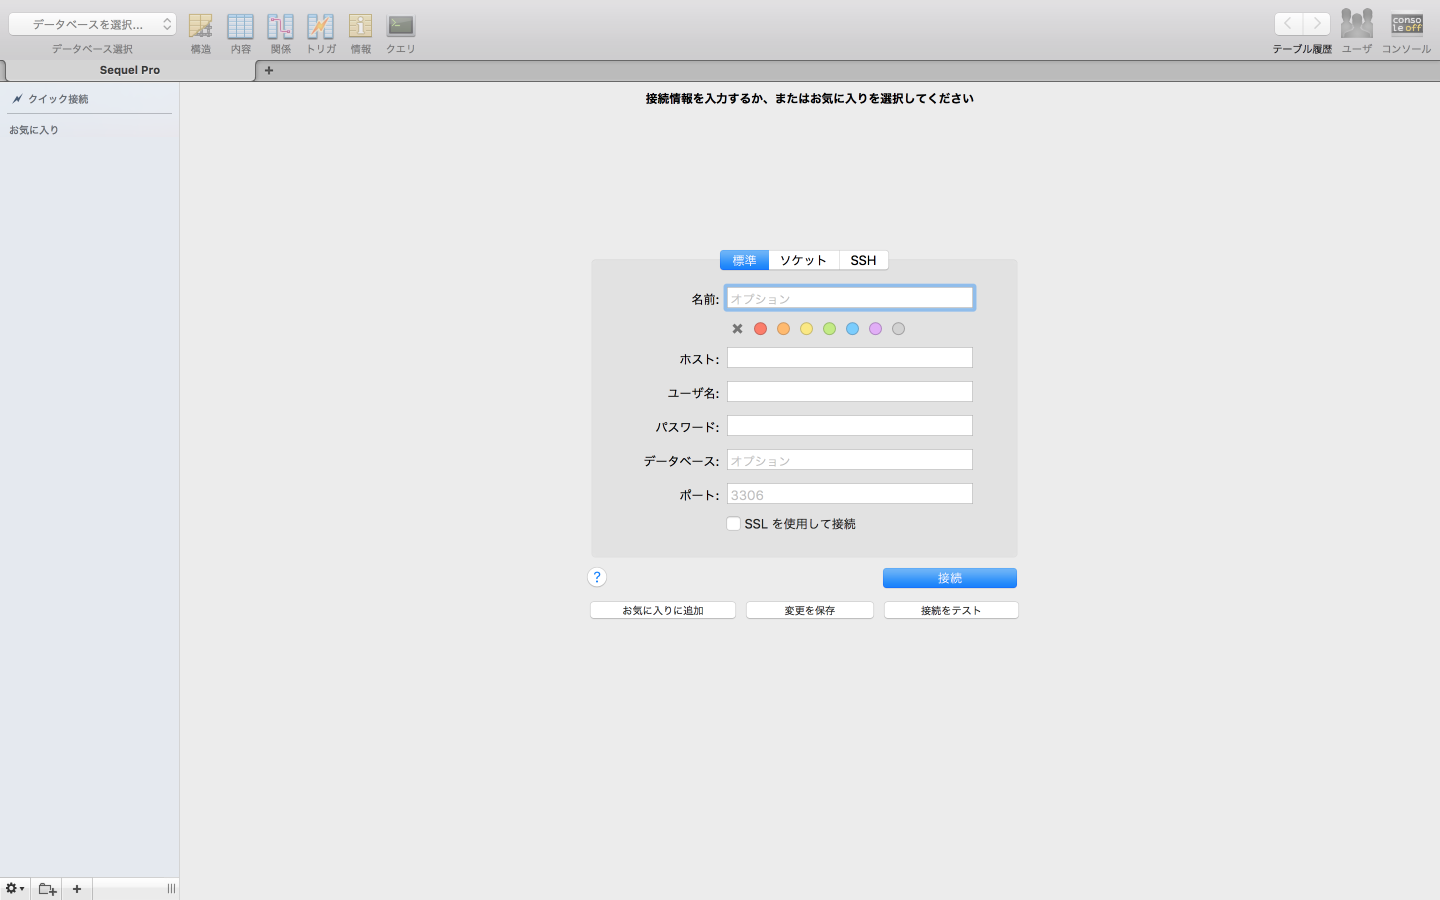 データベースを選択...
データベース選択
構造
内容
関係
トリガ
情報
クエリ
テーブル履歴
ユーザ
conso
le off
コンソール
Sequel Pro
クイック接続
お気に入り
接続情報を入力するか、またはお気に入りを選択してください
標準
ソケット
SSH
名前: オプション
ホスト:
ユーザ名:
パスワード:
データベース: オプション
ポート: 3306
SSL を使用して接続
?
接続
お気に入りに追加
変更を保存
接続をテスト